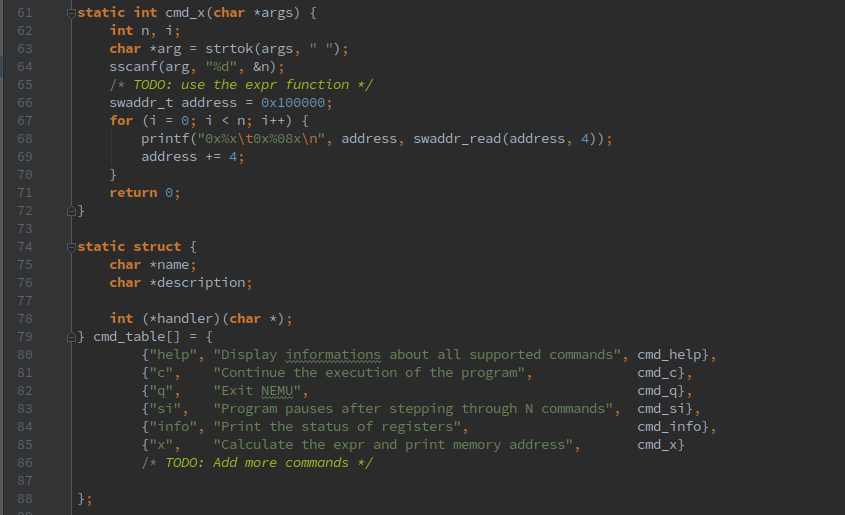 61 static int cmd_x(char *args) {
62     int n, i;
63     char *arg = strtok(args, " ");
64     sscanf(arg, "%d", &n);
65     /* TODO: use the expr function */
66     swaddr_t address = 0x100000;
67     for (i = 0; i < n; i++) {
68         printf("0x%x\t0x%08x\n", address, swaddr_read(address, 4));
69         address += 4;
70     }
71     return 0;
72 }
73
74 static struct {
75     char *name;
76     char *description;
77
78     int (*handler)(char *);
79 } cmd_table[] = {
80         {"help", "Display informations about all supported commands", cmd_help},
81         {"c",    "Continue the execution of the program",             cmd_c},
82         {"q",    "Exit NEMU",                                         cmd_q},
83         {"si",   "Program pauses after stepping through N commands",  cmd_si},
84         {"info", "Print the status of registers",                     cmd_info},
85         {"x",    "Calculate the expr and print memory address",       cmd_x}
86         /* TODO: Add more commands */
87
88 };